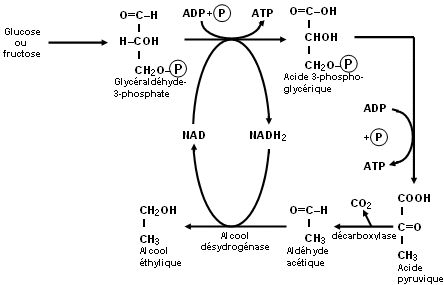 Glucose
ou
fructose
O=C–H
H–COH
CH2O–P
Glycéraldéhyde-
3-phosphate
ADP+P
ATP
O=C–OH
CHOH
CH2O–P
Acide 3-phospho-
glycérique
NAD
NADH2
ADP
+P
ATP
CH2OH
CH3
Alcool
éthylique
Alcool
désydrogénase
O=C–H
CH3
Aldéhyde
acétique
CO2
décarboxylase
COOH
C=O
CH3
Acide
pyruvique